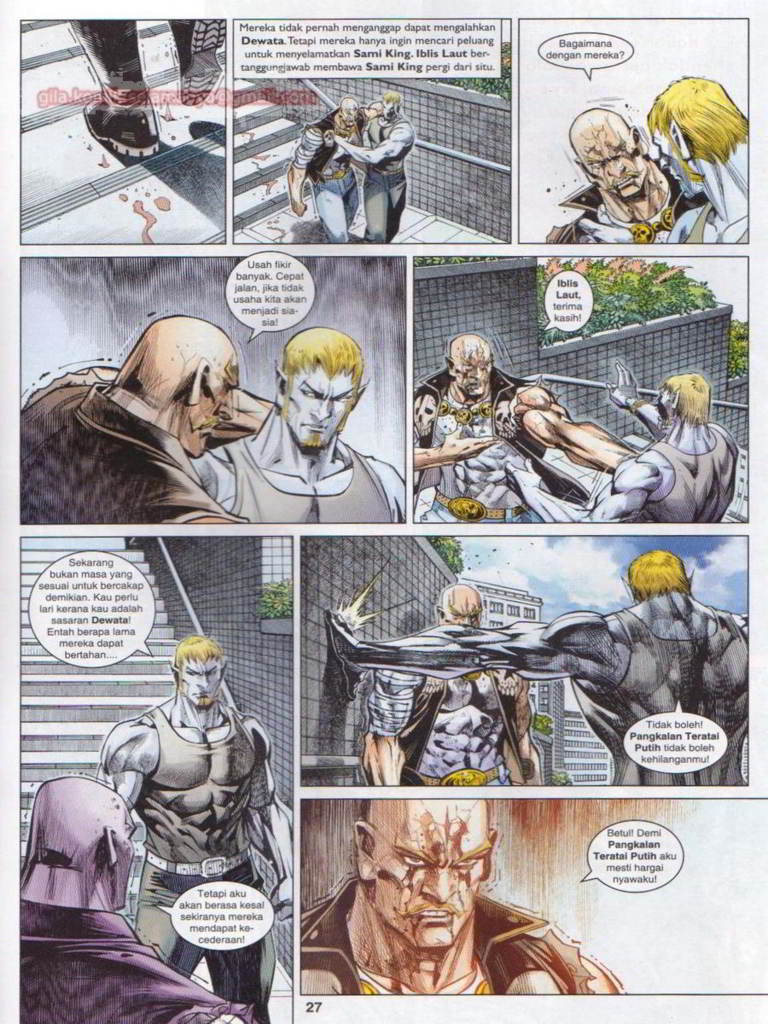 Mereka tidak pernah menganggap dapat mengalahkan
Dewata. Tetapi mereka hanya ingin mencari peluang
untuk menyelamatkan Sami King. Iblis Laut ber-
tanggungjawab membawa Sami King pergi dari situ.
Bagaimana
dengan mereka?
Usah fikir
banyak. Cepat
jalan, jika tidak
usaha kita akan
menjadi sia-
sia!
Iblis
Laut,
terima
kasih!
Sekarang
bukan masa yang
sesuai untuk bercakap
demikian. Kau perlu
lari kerana kau adalah
sasaran Dewata!
Entah berapa lama
mereka dapat
bertahan....
Tetapi aku
akan berasa kesal
sekiranya mereka
mendapat ke-
cederaan!
Tidak boleh!
Pangkalan Teratai
Putih tidak boleh
kehilanganmu!
Betul! Demi
Pangkalan
Teratai Putih aku
mesti hargai
nyawaku!
27